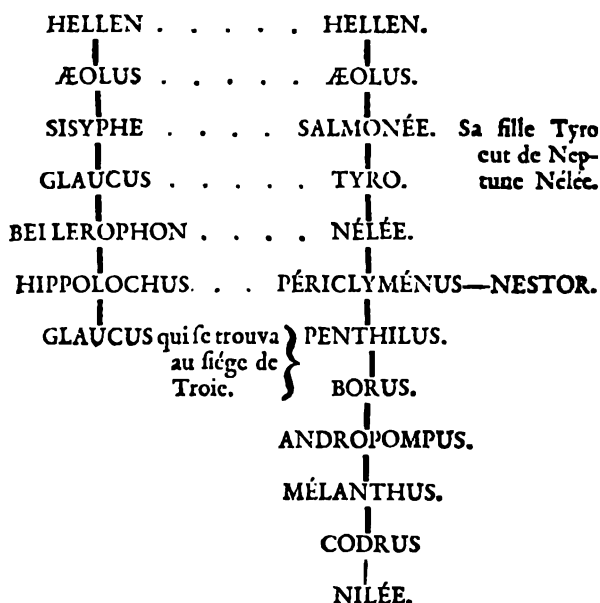 HELLEN . . . . . HELLEN.
ÆOLUS . . . . . ÆOLUS.
SISYPHE . . . . SALMONÉE. Sa fille Tyro
eut de Nep-
GLAUCUS . . . . . TYRO. tune Nélée.
BELLEROPHON . . . . NÉLÉE.
HIPPOLOCHUS. . . PÉRICLYMÉNUS—NESTOR.
GLAUCUS qui se trouva } PENTHILUS.
au siége de
Troie. BORUS.
ANDROPOMPUS.
MÉLANTHUS.
CODRUS
NILÉE.